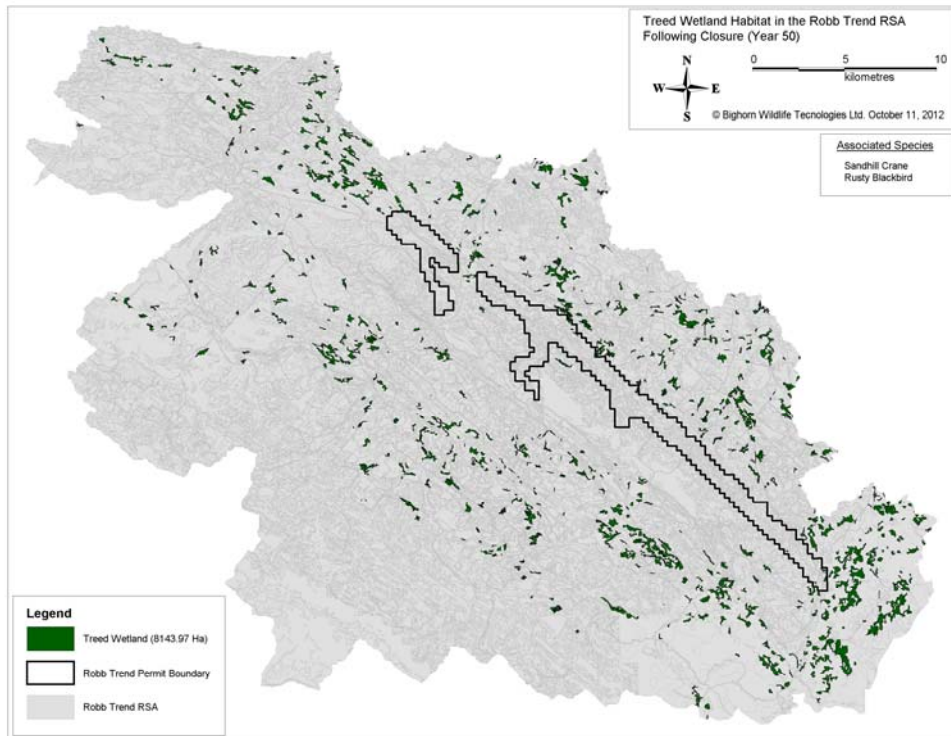 Treed Wetland Habitat in the Robb Trend RSA
Following Closure (Year 50)
N
W E
S
0 5 10
kilometres
© Bighorn Wildlife Tecnologies Ltd. October 11, 2012
Associated Species
Sandhill Crane
Rusty Blackbird
Legend
Treed Wetland (8143.97 Ha)
Robb Trend Permit Boundary
Robb Trend RSA